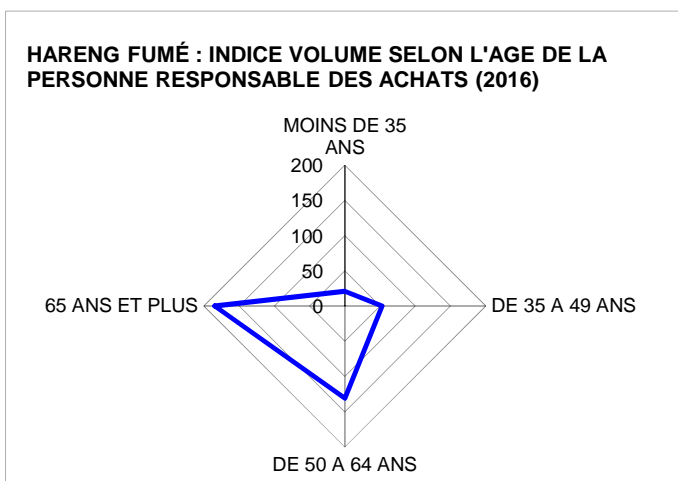 HARENG FUMÉ : INDICE VOLUME SELON L'AGE DE LA
PERSONNE RESPONSABLE DES ACHATS (2016)
MOINS DE 35
ANS
200
150
100
50
0
65 ANS ET PLUS
DE 35 A 49 ANS
DE 50 A 64 ANS